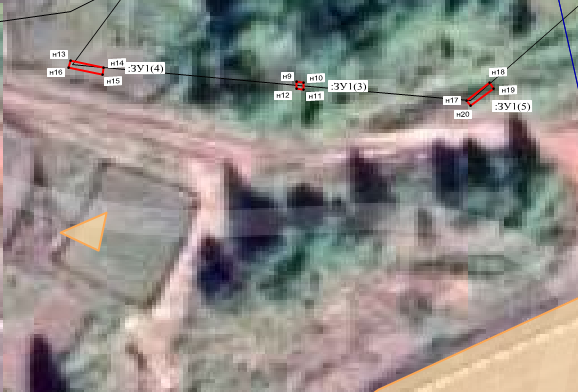 н13
н14
:ЗУ1(4)
н16
н15
н9
н10
:ЗУ1(3)
н12
н11
н18
н19
н17
:ЗУ1(5)
н20